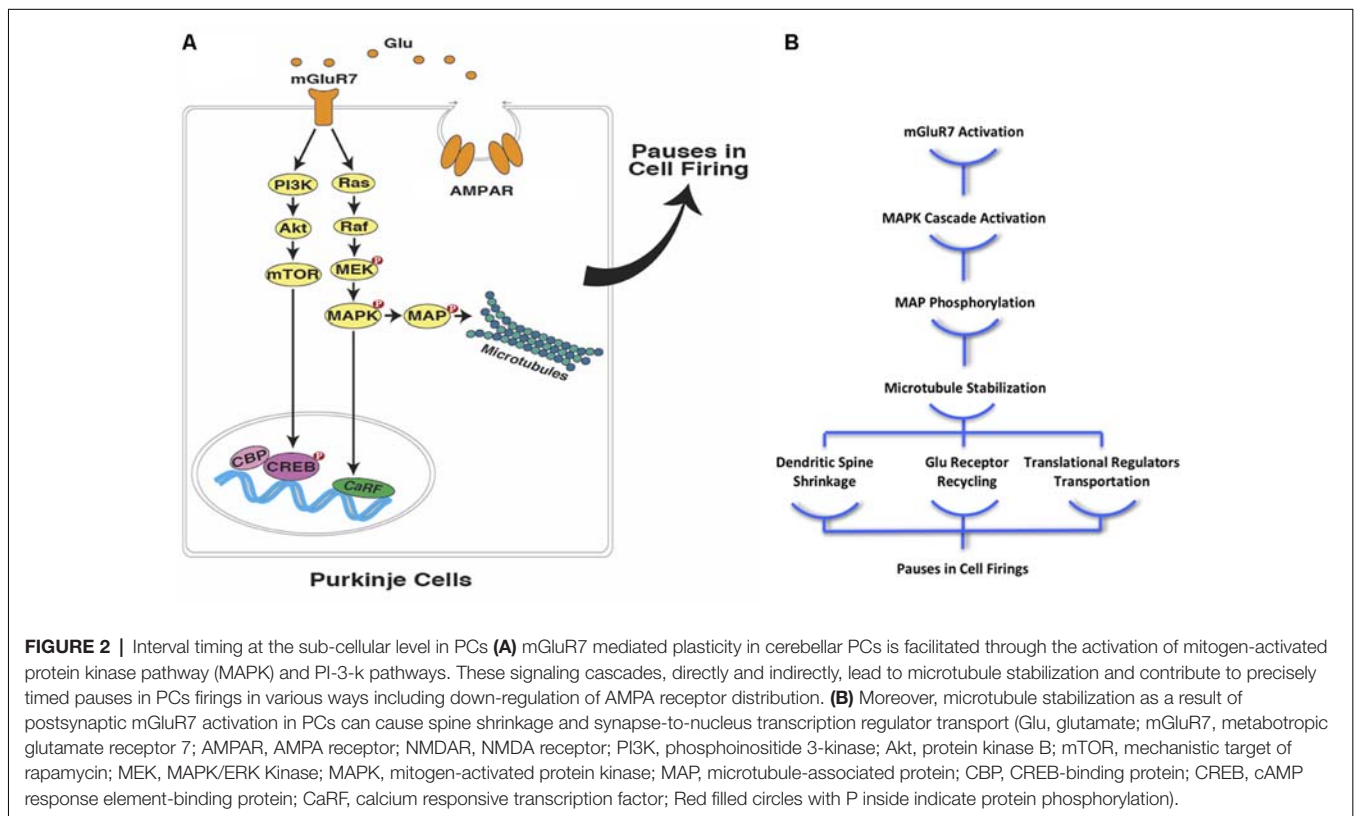 A
Glu
mGluR7
PI3K
Ras
AMPAR
Pauses in
Cell Firing
Akt
Raf
mTOR
MEK
P
MAPK
P
MAP
P
Microtubules
CBP
CREB
P
CaRF
Purkinje Cells
B
mGluR7 Activation
MAPK Cascade Activation
MAP Phosphorylation
Microtubule Stabilization
Dendritic Spine
Shrinkage
Glu Receptor
Recycling
Translational Regulators
Transportation
Pauses in Cell Firings
FIGURE 2 | Interval timing at the sub-cellular level in PCs (A) mGluR7 mediated plasticity in cerebellar PCs is facilitated through the activation of mitogen-activated
protein kinase pathway (MAPK) and PI-3-k pathways. These signaling cascades, directly and indirectly, lead to microtubule stabilization and contribute to precisely
timed pauses in PCs firings in various ways including down-regulation of AMPA receptor distribution. (B) Moreover, microtubule stabilization as a result of
postsynaptic mGluR7 activation in PCs can cause spine shrinkage and synapse-to-nucleus transcription regulator transport (Glu, glutamate; mGluR7, metabotropic
glutamate receptor 7; AMPAR, AMPA receptor; NMDAR, NMDA receptor; PI3K, phosphoinositide 3-kinase; Akt, protein kinase B; mTOR, mechanistic target of
rapamycin; MEK, MAPK/ERK Kinase; MAPK, mitogen-activated protein kinase; MAP, microtubule-associated protein; CBP, CREB-binding protein; CREB, cAMP
response element-binding protein; CaRF, calcium responsive transcription factor; Red filled circles with P inside indicate protein phosphorylation).